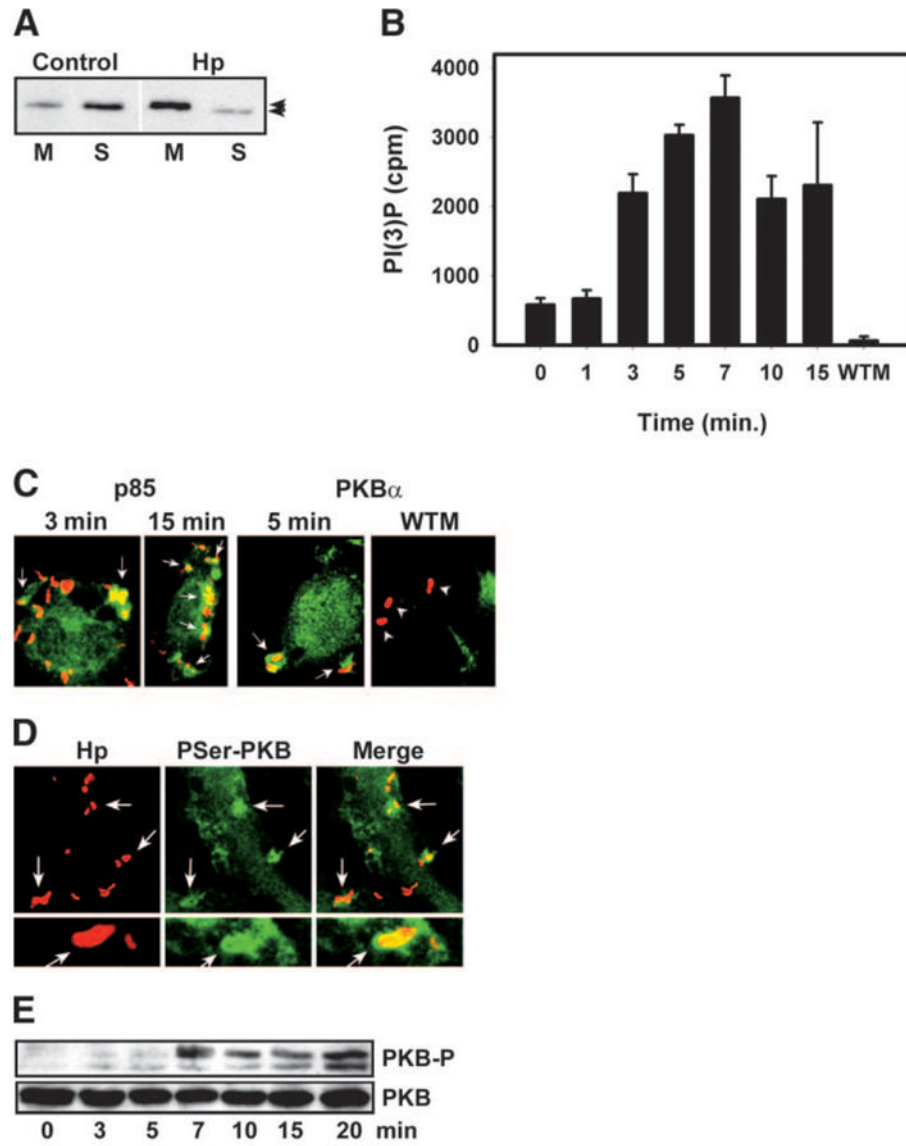 A
Control Hp
M S M S
B
PI(3)P (cpm)
4000
3000
2000
1000
0
0 1 3 5 7 10 15 WTM
Time (min.)
C
p85 PKBα
3 min 15 min 5 min WTM
D
Hp PSer-PKB Merge
E
PKB-P
PKB
0 3 5 7 10 15 20 min